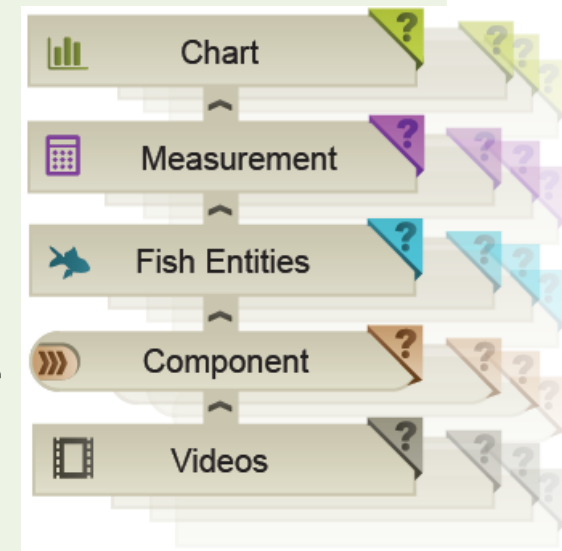 Chart ?
Measurement ?
Fish Entities ?
Component ?
Videos ?